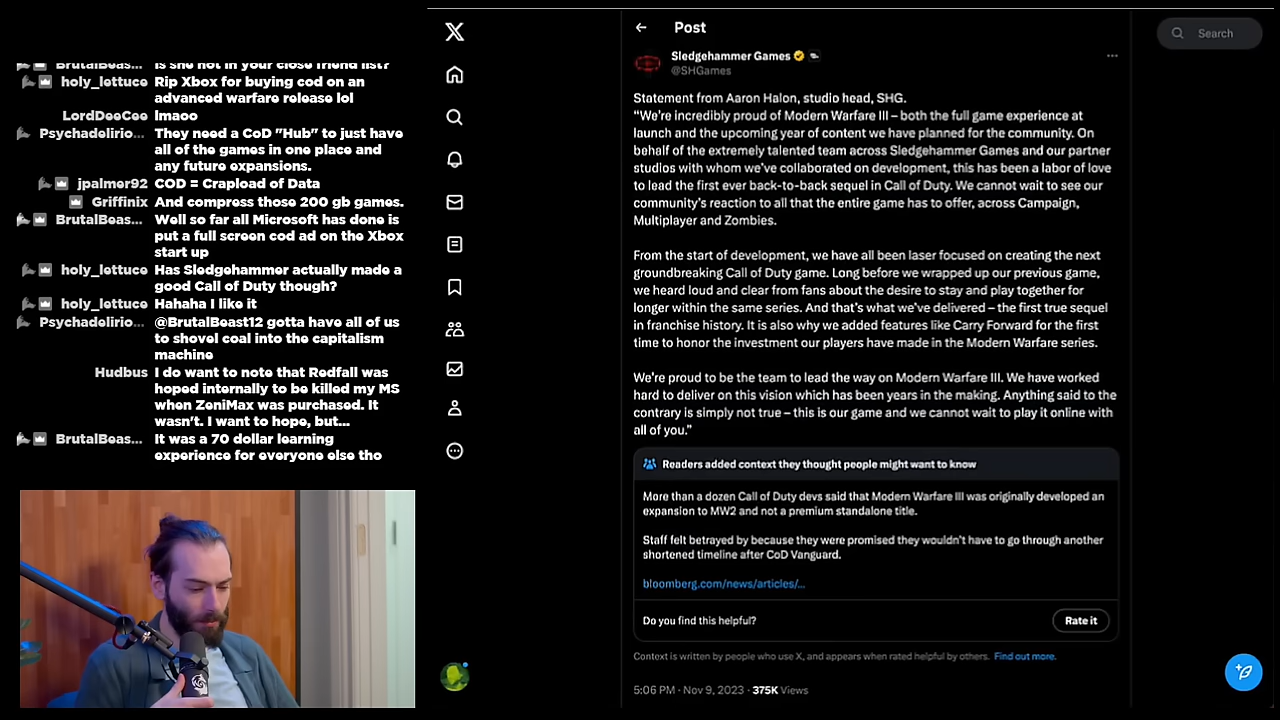 BrutalBeas... Is she not in your close friend list?
holy_lettuce Rip Xbox for buying cod on an
advanced warfare release lol
LordDeeCee lmaoo
Psychadelirio... They need a CoD "Hub" to just have
all of the games in one place and
any future expansions.
jpalmer92 COD = Crapload of Data
Griffinix And compress those 200 gb games.
BrutalBeas... Well so far all Microsoft has done is
put a full screen cod ad on the Xbox
start up
holy_lettuce Has Sledgehammer actually made a
good Call of Duty though?
holy_lettuce Hahaha I like it
Psychadelirio... @BrutalBeast12 gotta have all of us
to shovel coal into the capitalism
machine
Hudbus I do want to note that Redfall was
hoped internally to be killed my MS
when ZeniMax was purchased. It
wasn't. I want to hope, but...
BrutalBeas... It was a 70 dollar learning
experience for everyone else tho
Post
Search
Sledgehammer Games
@SHGames
Statement from Aaron Halon, studio head, SHG.
“We’re incredibly proud of Modern Warfare III – both the full game experience at
launch and the upcoming year of content we have planned for the community. On
behalf of the extremely talented team across Sledgehammer Games and our partner
studios with whom we’ve collaborated on development, this has been a labor of love
to lead the first ever back-to-back sequel in Call of Duty. We cannot wait to see our
community’s reaction to all that the entire game has to offer, across Campaign,
Multiplayer and Zombies.
From the start of development, we have all been laser focused on creating the next
groundbreaking Call of Duty game. Long before we wrapped up our previous game,
we heard loud and clear from fans about the desire to stay and play together for
longer within the same series. And that’s what we’ve delivered – the first true sequel
in franchise history. It is also why we added features like Carry Forward for the first
time to honor the investment our players have made in the Modern Warfare series.
We’re proud to be the team to lead the way on Modern Warfare III. We have worked
hard to deliver on this vision which has been years in the making. Anything said to the
contrary is simply not true – this is our game and we cannot wait to play it online with
all of you.”
Readers added context they thought people might want to know
More than a dozen Call of Duty devs said that Modern Warfare III was originally developed an
expansion to MW2 and not a premium standalone title.
Staff felt betrayed by because they were promised they wouldn’t have to go through another
shortened timeline after CoD Vanguard.
bloomberg.com/news/articles/...
Do you find this helpful?
Rate it
Context is written by people who use X, and appears when rated helpful by others. Find out more.
5:06 PM · Nov 9, 2023 · 375K Views